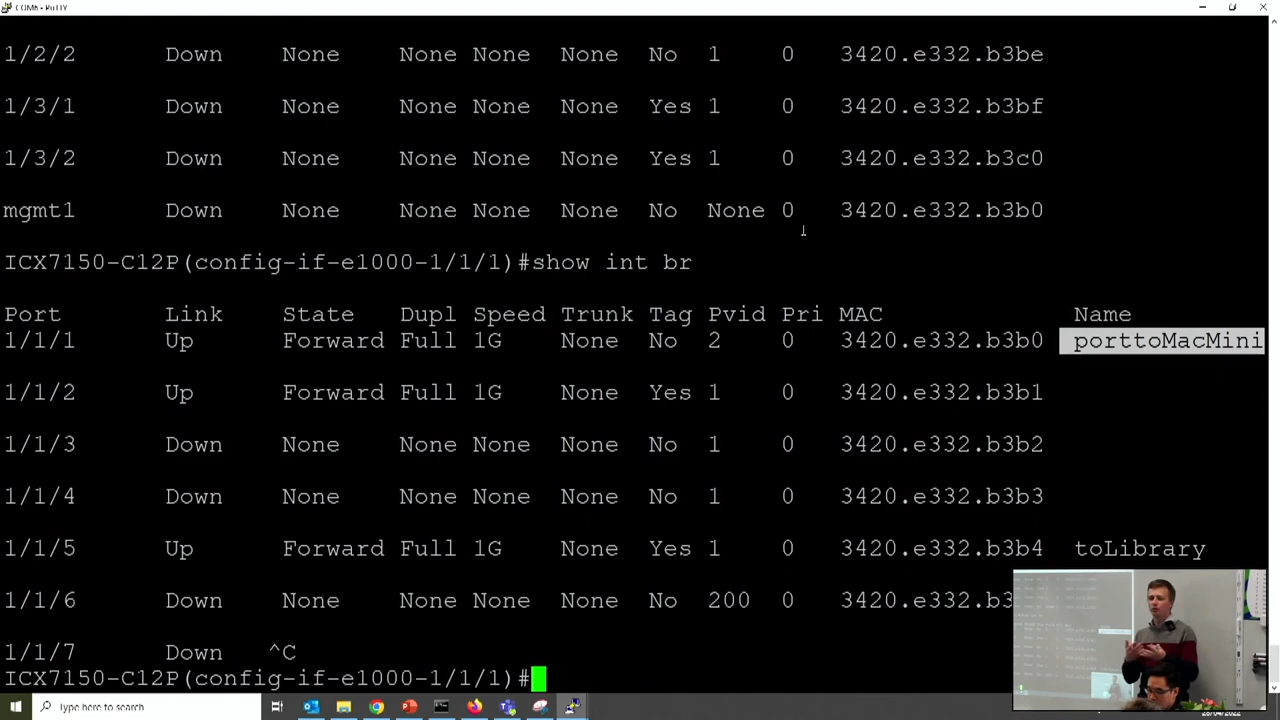 COM6 - PuTTY
1/2/2 Down None None None None No 1 0 3420.e332.b3be
1/3/1 Down None None None None Yes 1 0 3420.e332.b3bf
1/3/2 Down None None None None Yes 1 0 3420.e332.b3c0
mgmt1 Down None None None None No None 0 3420.e332.b3b0
ICX7150-C12P(config-if-e1000-1/1/1)#show int br
Port Link State Dupl Speed Trunk Tag Pvid Pri MAC Name
1/1/1 Up Forward Full 1G None No 2 0 3420.e332.b3b0 porttoMacMini
1/1/2 Up Forward Full 1G None Yes 1 0 3420.e332.b3b1
1/1/3 Down None None None None No 1 0 3420.e332.b3b2
1/1/4 Down None None None None No 1 0 3420.e332.b3b3
1/1/5 Up Forward Full 1G None Yes 1 0 3420.e332.b3b4 toLibrary
1/1/6 Down None None None None No 200 0 3420.e332.b3
1/1/7 Down ^C
ICX7150-C12P(config-if-e1000-1/1/1)#
Type here to search
28/04/2022